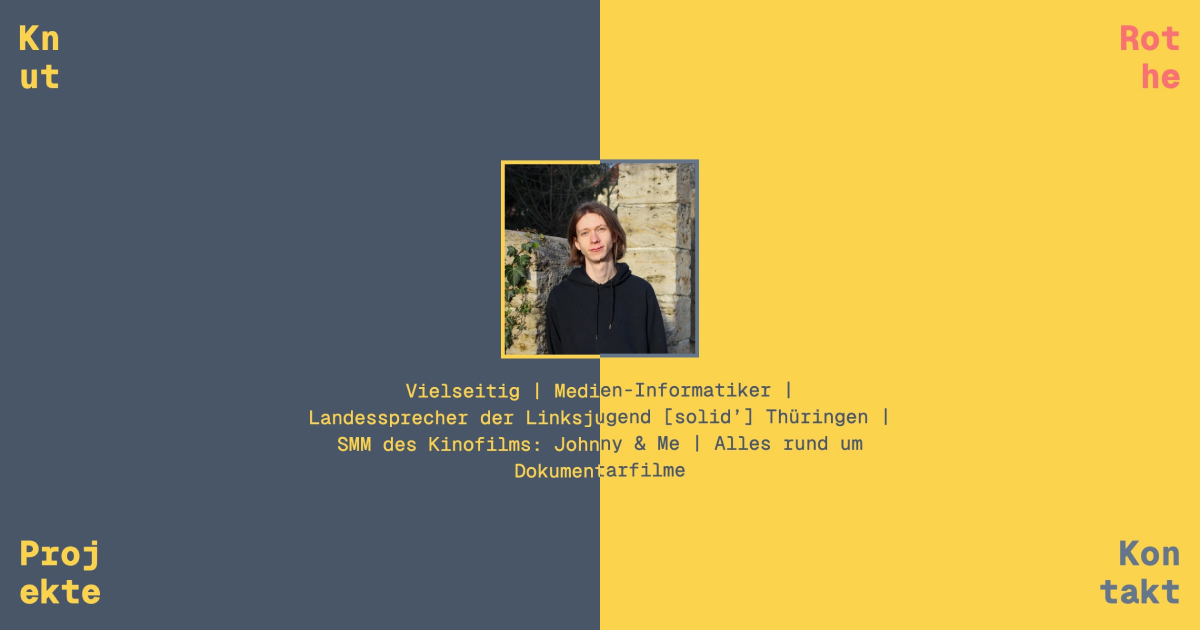 Kn
ut
Rot
he
Vielseitig | Medien-Informatiker |
Landessprecher der Linksjugend [solid’] Thüringen |
SMM des Kinofilms: Johnny & Me | Alles rund um
Dokumentarfilme
Proj
ekte
Kon
takt